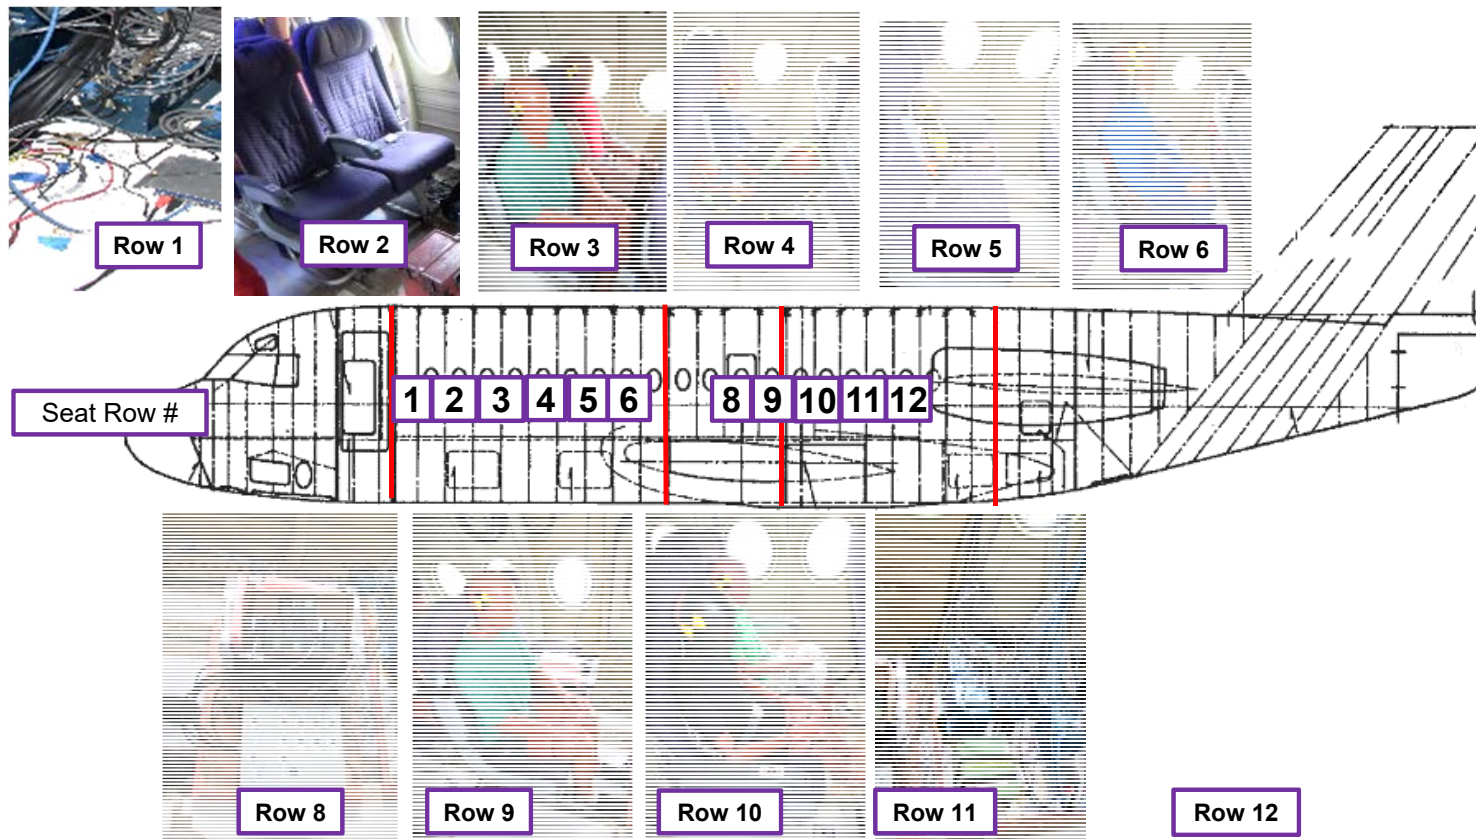 Row 1
Row 2
Row 3
Row 4
Row 5
Row 6
Seat Row #
1 2 3 4 5 6 8 9 10 11 12
Row 8
Row 9
Row 10
Row 11
Row 12